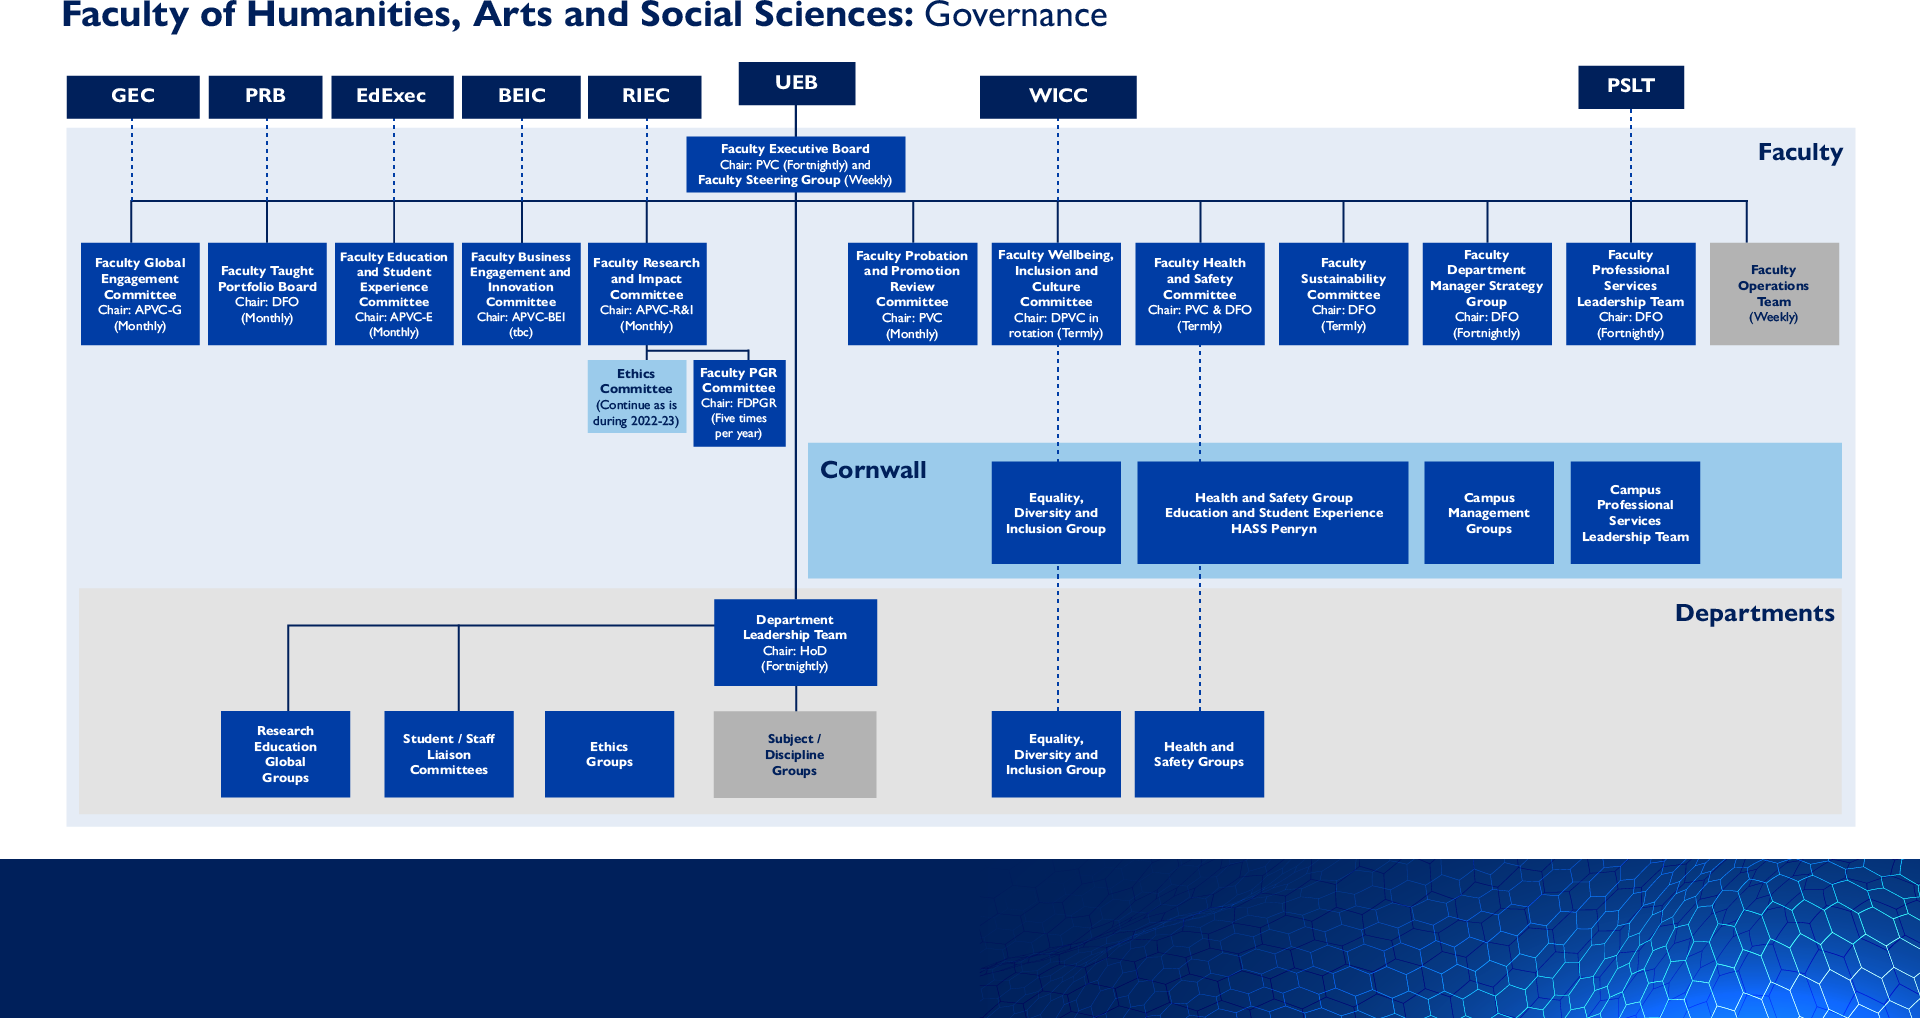 Faculty of Humanities, Arts and Social Sciences: Governance
GEC
PRB
EdExec
BEIC
RIEC
UEB
WICC
PSLT
Faculty
Faculty Executive Board
Chair: PVC (Fortnightly) and
Faculty Steering Group (Weekly)
Faculty Global
Engagement
Committee
Chair: APVC-G
(Monthly)
Faculty Taught
Portfolio Board
Chair: DFO
(Monthly)
Faculty Education
and Student
Experience
Committee
Chair: APVC-E
(Monthly)
Faculty Business
Engagement and
Innovation
Committee
Chair: APVC-BEI
(tbc)
Faculty Research
and Impact
Committee
Chair: APVC-R&I
(Monthly)
Faculty Probation
and Promotion
Review
Committee
Chair: PVC
(Monthly)
Faculty Wellbeing,
Inclusion and
Culture
Committee
Chair: DPVC in
rotation (Termly)
Faculty Health
and Safety
Committee
Chair: PVC & DFO
(Termly)
Faculty
Sustainability
Committee
Chair: DFO
(Termly)
Faculty
Department
Manager Strategy
Group
Chair: DFO
(Fortnightly)
Faculty
Professional
Services
Leadership Team
Chair: DFO
(Fortnightly)
Faculty
Operations
Team
(Weekly)
Ethics
Committee
(Continue as is
during 2022-23)
Faculty PGR
Committee
Chair: FDPGR
(Five times
per year)
Cornwall
Equality,
Diversity and
Inclusion Group
Health and Safety Group
Education and Student Experience
HASS Penryn
Campus
Management
Groups
Campus
Professional
Services
Leadership Team
Departments
Department
Leadership Team
Chair: HoD
(Fortnightly)
Research
Education
Global
Groups
Student / Staff
Liaison
Committees
Ethics
Groups
Subject /
Discipline
Groups
Equality,
Diversity and
Inclusion Group
Health and
Safety Groups